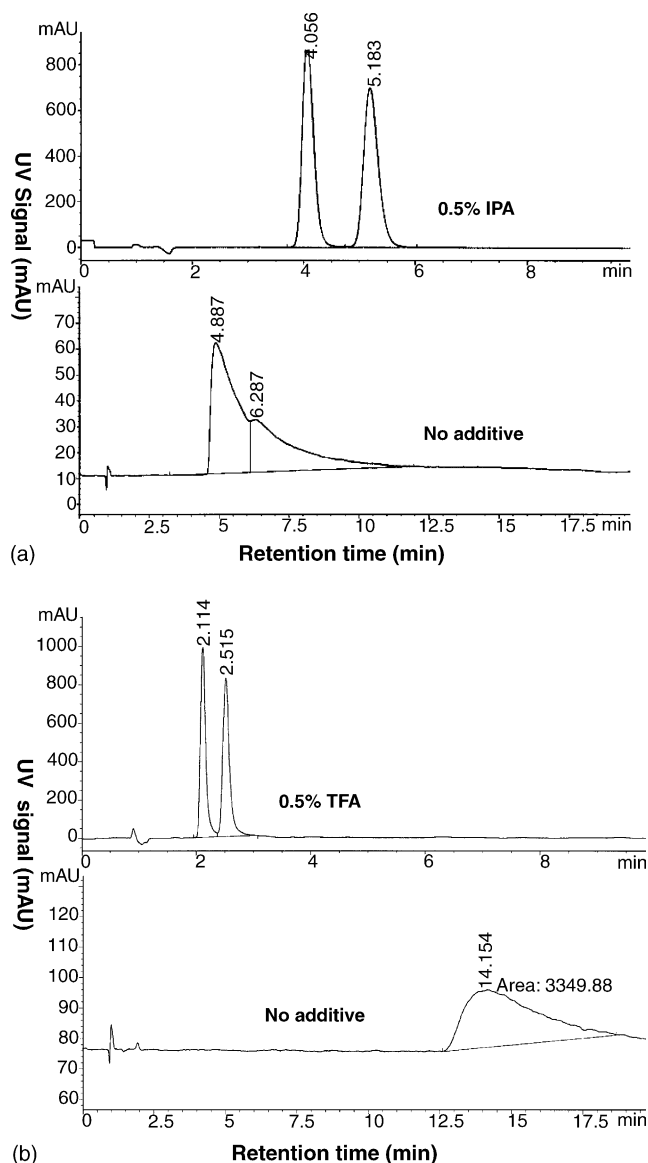 mAU
4.056
5.183
800
600
400
200
0
0.5% IPA
0 2 4 6 8 min
UV Signal (mAU)
mAU
4.887
6.287
70
60
50
40
30
20
10
0
No additive
0 2.5 5 7.5 10 12.5 15 17.5 min
(a) Retention time (min)
mAU
2.114
2.515
1000
800
600
400
200
0
0.5% TFA
0 2 4 6 8 min
UV signal (mAU)
mAU
14.154
Area: 3349.88
120
110
100
90
80
70
60
No additive
0 2.5 5 7.5 10 12.5 15 17.5 min
(b) Retention time (min)